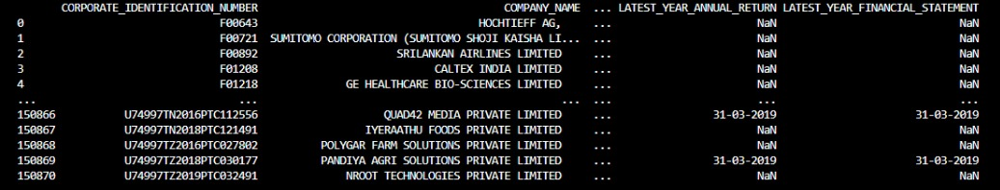 CORPORATE_IDENTIFICATION_NUMBER COMPANY_NAME ... LATEST_YEAR_ANNUAL_RETURN LATEST_YEAR_FINANCIAL_STATEMENT
0 F00643 HOCHTIEFF AG, ... NaN NaN
1 F00721 SUMITOMO CORPORATION (SUMITOMO SHOJI KAISHA LI... ... NaN NaN
2 F00892 SRILANKAN AIRLINES LIMITED ... NaN NaN
3 F01208 CALTEX INDIA LIMITED ... NaN NaN
4 F01218 GE HEALTHCARE BIO-SCIENCES LIMITED ... NaN NaN
... ... ... ... ... ...
150866 U74997TN2016PTC112556 QUAD42 MEDIA PRIVATE LIMITED ... 31-03-2019 31-03-2019
150867 U74997TN2018PTC121491 IYERAATHU FOODS PRIVATE LIMITED ... NaN NaN
150868 U74997TZ2016PTC027802 POLYGAR FARM SOLUTIONS PRIVATE LIMITED ... NaN NaN
150869 U74997TZ2018PTC030177 PANDIYA AGRI SOLUTIONS PRIVATE LIMITED ... 31-03-2019 31-03-2019
150870 U74997TZ2019PTC032491 NROOT TECHNOLOGIES PRIVATE LIMITED ... NaN NaN